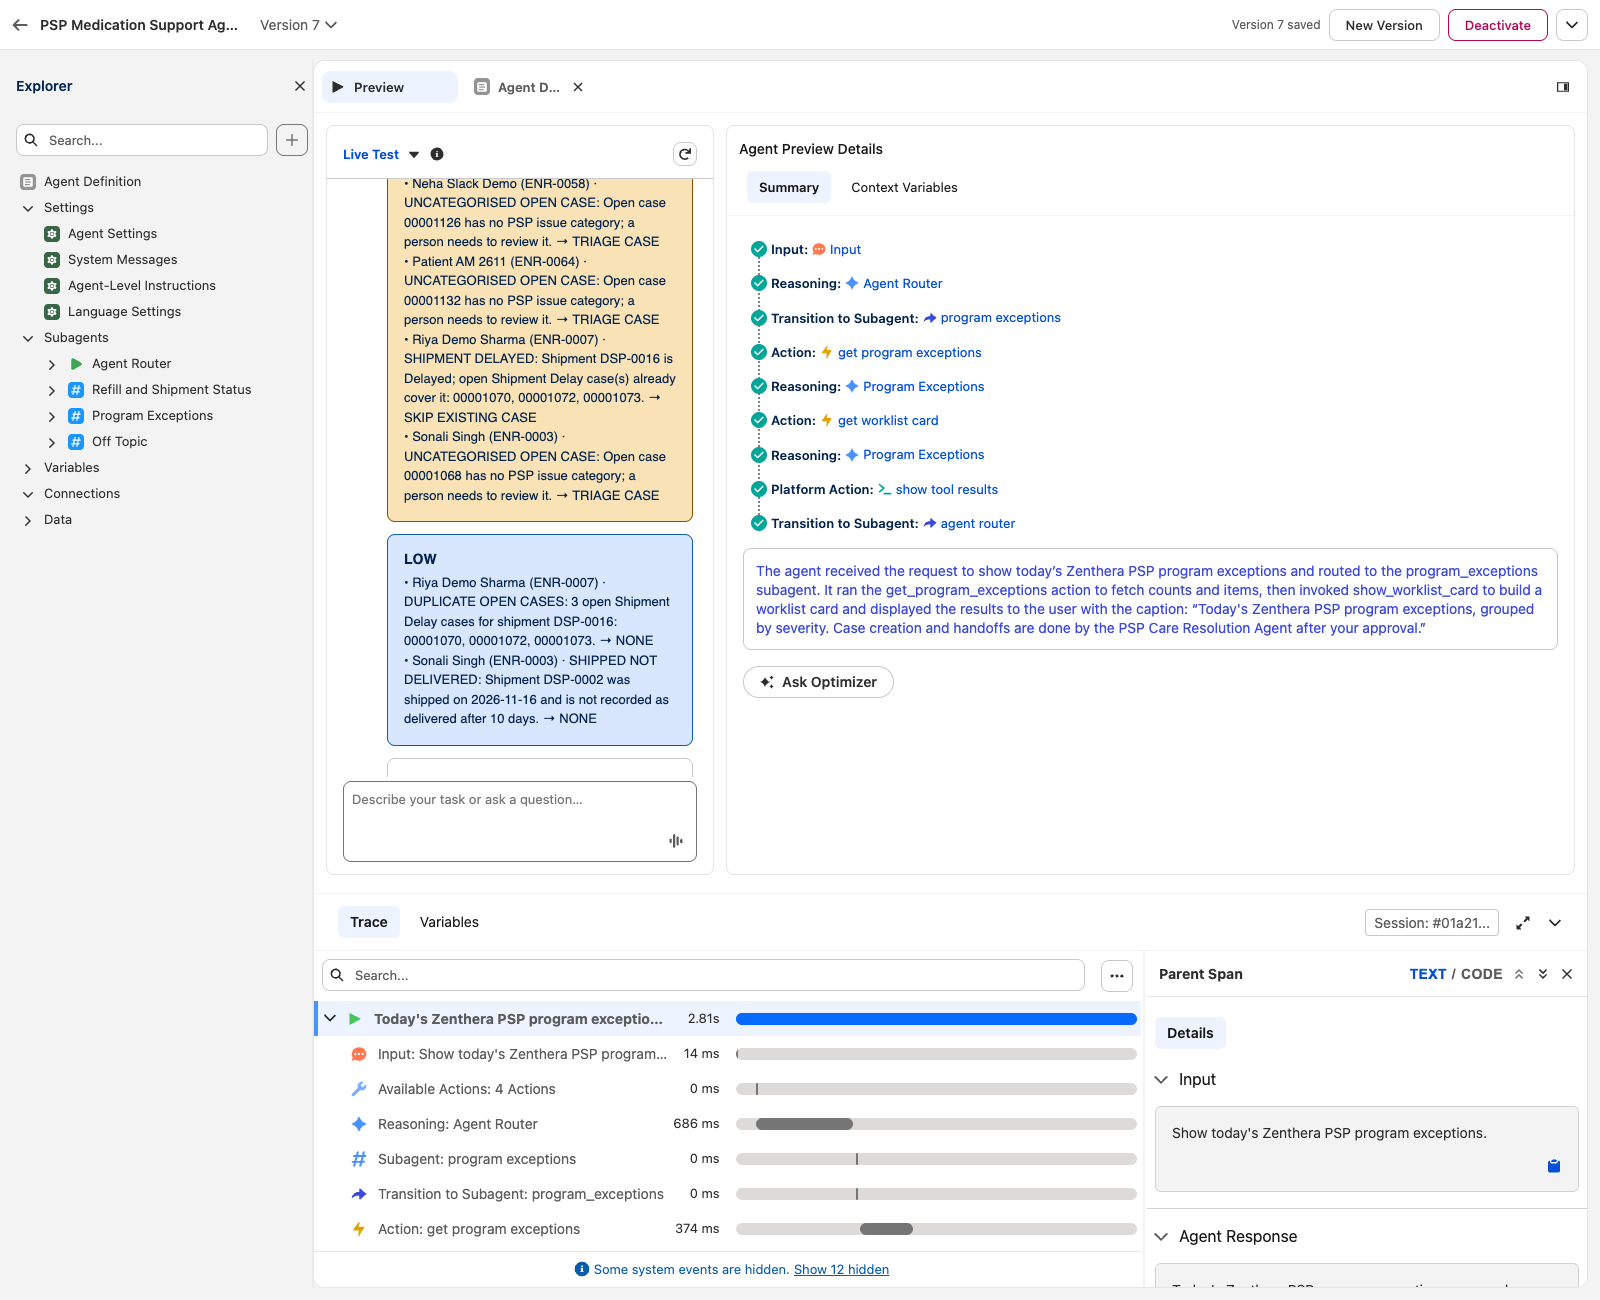 PSP Medication Support Ag...
Version 7
Version 7 saved
New Version
Deactivate
Explorer
Search...
Agent Definition
Settings
Agent Settings
System Messages
Agent-Level Instructions
Language Settings
Subagents
Agent Router
Refill and Shipment Status
Program Exceptions
Off Topic
Variables
Connections
Data
Preview
Agent D...
Live Test
• Neha Slack Demo (ENR-0058) ·
UNCATEGORISED OPEN CASE: Open case
00001126 has no PSP issue category; a
person needs to review it. → TRIAGE CASE
• Patient AM 2611 (ENR-0064) ·
UNCATEGORISED OPEN CASE: Open case
00001132 has no PSP issue category; a
person needs to review it. → TRIAGE CASE
• Riya Demo Sharma (ENR-0007) ·
SHIPMENT DELAYED: Shipment DSP-0016 is
Delayed; open Shipment Delay case(s) already
cover it: 00001070, 00001072, 00001073. →
SKIP EXISTING CASE
• Sonali Singh (ENR-0003) ·
UNCATEGORISED OPEN CASE: Open case
00001068 has no PSP issue category; a
person needs to review it. → TRIAGE CASE
LOW
• Riya Demo Sharma (ENR-0007) ·
DUPLICATE OPEN CASES: 3 open Shipment
Delay cases for shipment DSP-0016:
00001070, 00001072, 00001073. → NONE
• Sonali Singh (ENR-0003) · SHIPPED NOT
DELIVERED: Shipment DSP-0002 was
shipped on 2026-11-16 and is not recorded as
delivered after 10 days. → NONE
Describe your task or ask a question...
Agent Preview Details
Summary
Context Variables
Input: Input
Reasoning: Agent Router
Transition to Subagent: program exceptions
Action: get program exceptions
Reasoning: Program Exceptions
Action: get worklist card
Reasoning: Program Exceptions
Platform Action: show tool results
Transition to Subagent: agent router
The agent received the request to show today's Zenthera PSP program exceptions and routed to the program_exceptions
subagent. It ran the get_program_exceptions action to fetch counts and items, then invoked show_worklist_card to build a
worklist card and displayed the results to the user with the caption: “Today's Zenthera PSP program exceptions, grouped
by severity. Case creation and handoffs are done by the PSP Care Resolution Agent after your approval.”
Ask Optimizer
Trace
Variables
Session: #01a21...
Search...
Today's Zenthera PSP program exceptio... 2.81s
Input: Show today's Zenthera PSP program... 14 ms
Available Actions: 4 Actions 0 ms
Reasoning: Agent Router 686 ms
Subagent: program exceptions 0 ms
Transition to Subagent: program_exceptions 0 ms
Action: get program exceptions 374 ms
Some system events are hidden. Show 12 hidden
Parent Span
TEXT / CODE
Details
Input
Show today's Zenthera PSP program exceptions.
Agent Response